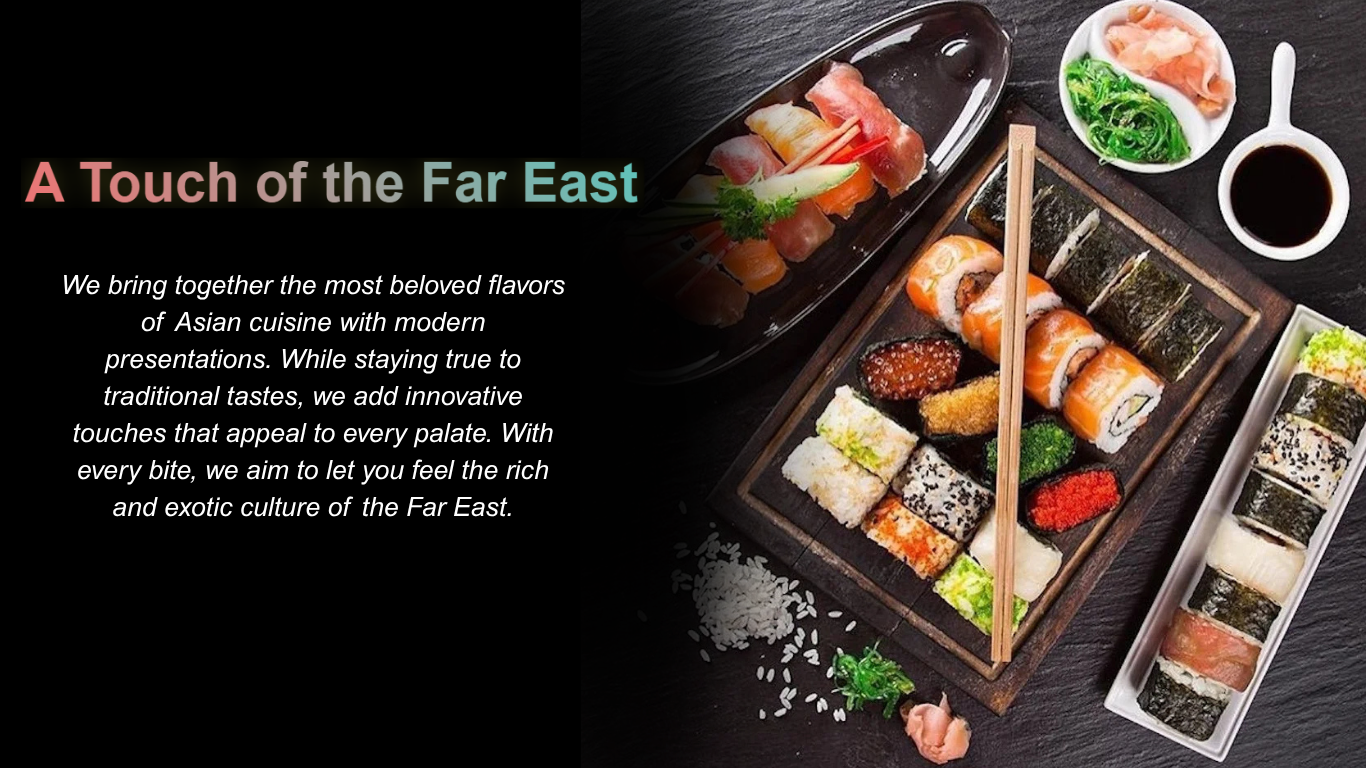 A Touch of the Far East
We bring together the most beloved flavors
of Asian cuisine with modern
presentations. While staying true to
traditional tastes, we add innovative
touches that appeal to every palate. With
every bite, we aim to let you feel the rich
and exotic culture of the Far East.